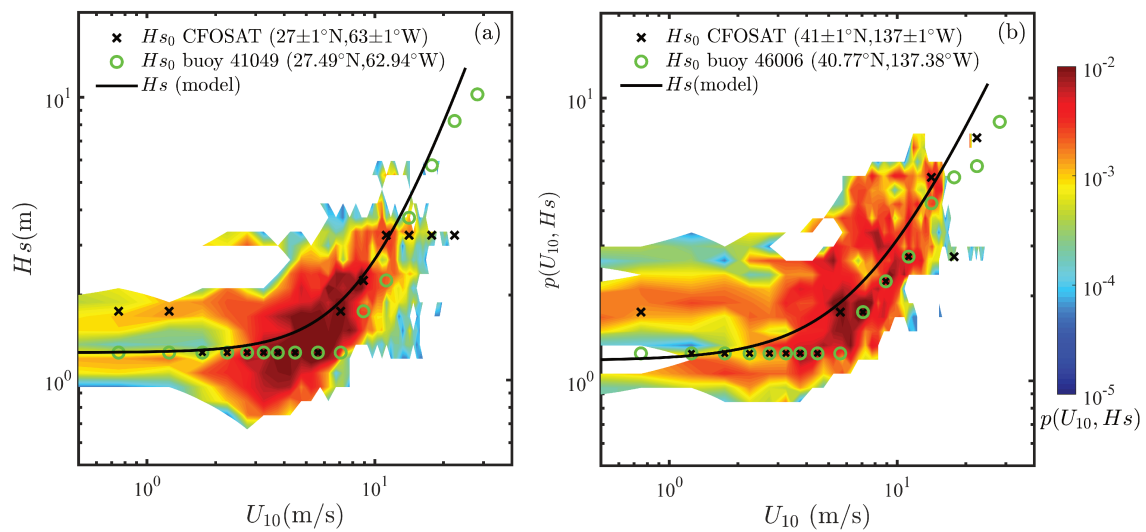 Hs₀ CFOSAT (27±1°N,63±1°W)
(a)
Hs₀ buoy 41049 (27.49°N,62.94°W)
Hs (model)
10¹
10⁰
Hs(m)
10⁰
10¹
U₁₀(m/s)
Hs₀ CFOSAT (41±1°N,137±1°W)
(b)
Hs₀ buoy 46006 (40.77°N,137.38°W)
Hs(model)
10¹
10⁰
p(U₁₀, Hs)
10⁰
10¹
U₁₀ (m/s)
10⁻²
10⁻³
10⁻⁴
10⁻⁵
p(U₁₀, Hs)